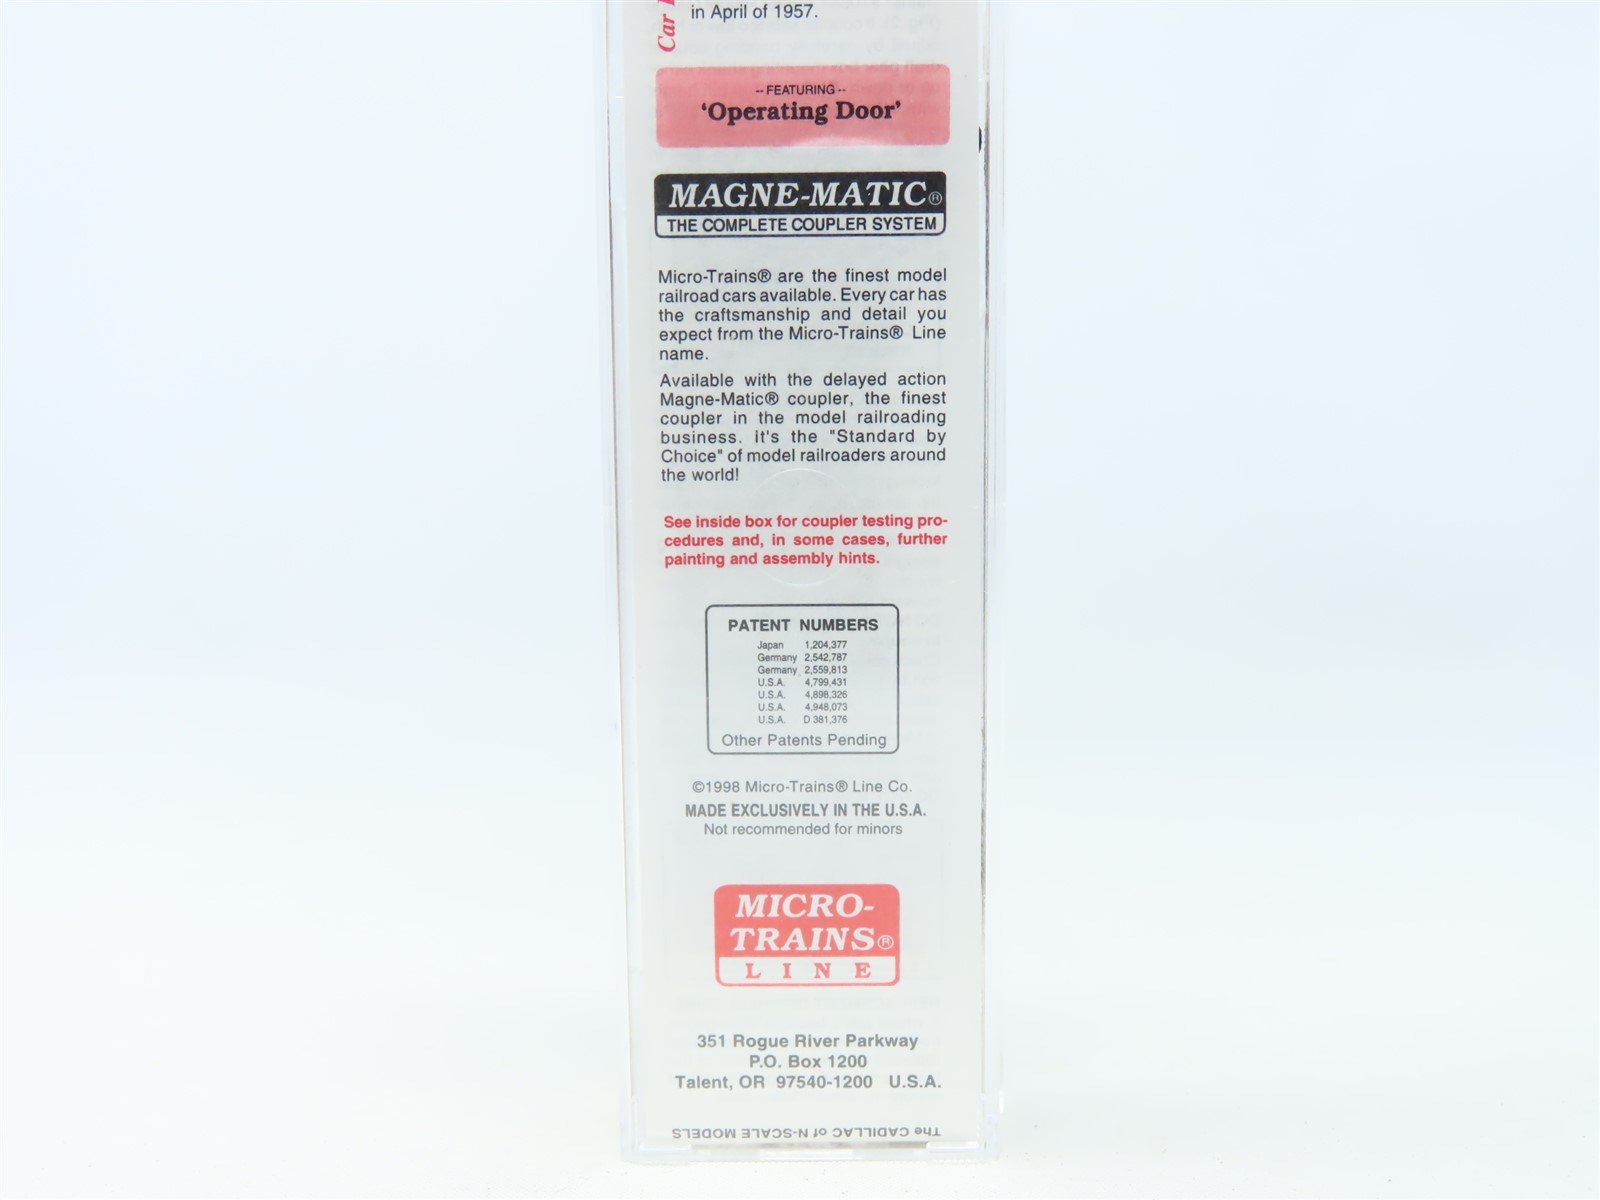 in April of 1957.
Car
-- FEATURING --
‘Operating Door’
MAGNE-MATIC®
THE COMPLETE COUPLER SYSTEM
Micro-Trains® are the finest model
railroad cars available. Every car has
the craftsmanship and detail you
expect from the Micro-Trains® Line
name.
Available with the delayed action
Magne-Matic® coupler, the finest
coupler in the model railroading
business. It's the "Standard by
Choice" of model railroaders around
the world!
See inside box for coupler testing pro-
cedures and, in some cases, further
painting and assembly hints.
PATENT NUMBERS
Japan 1,204,377
Germany 2,542,787
Germany 2,559,813
U.S.A. 4,799,431
U.S.A. 4,898,326
U.S.A. 4,948,073
U.S.A. D 381,376
Other Patents Pending
©1998 Micro-Trains® Line Co.
MADE EXCLUSIVELY IN THE U.S.A.
Not recommended for minors
MICRO-
TRAINS®
LINE
351 Rogue River Parkway
P.O. Box 1200
Talent, OR 97540-1200 U.S.A.
The CADILLAC of N-SCALE MODELS